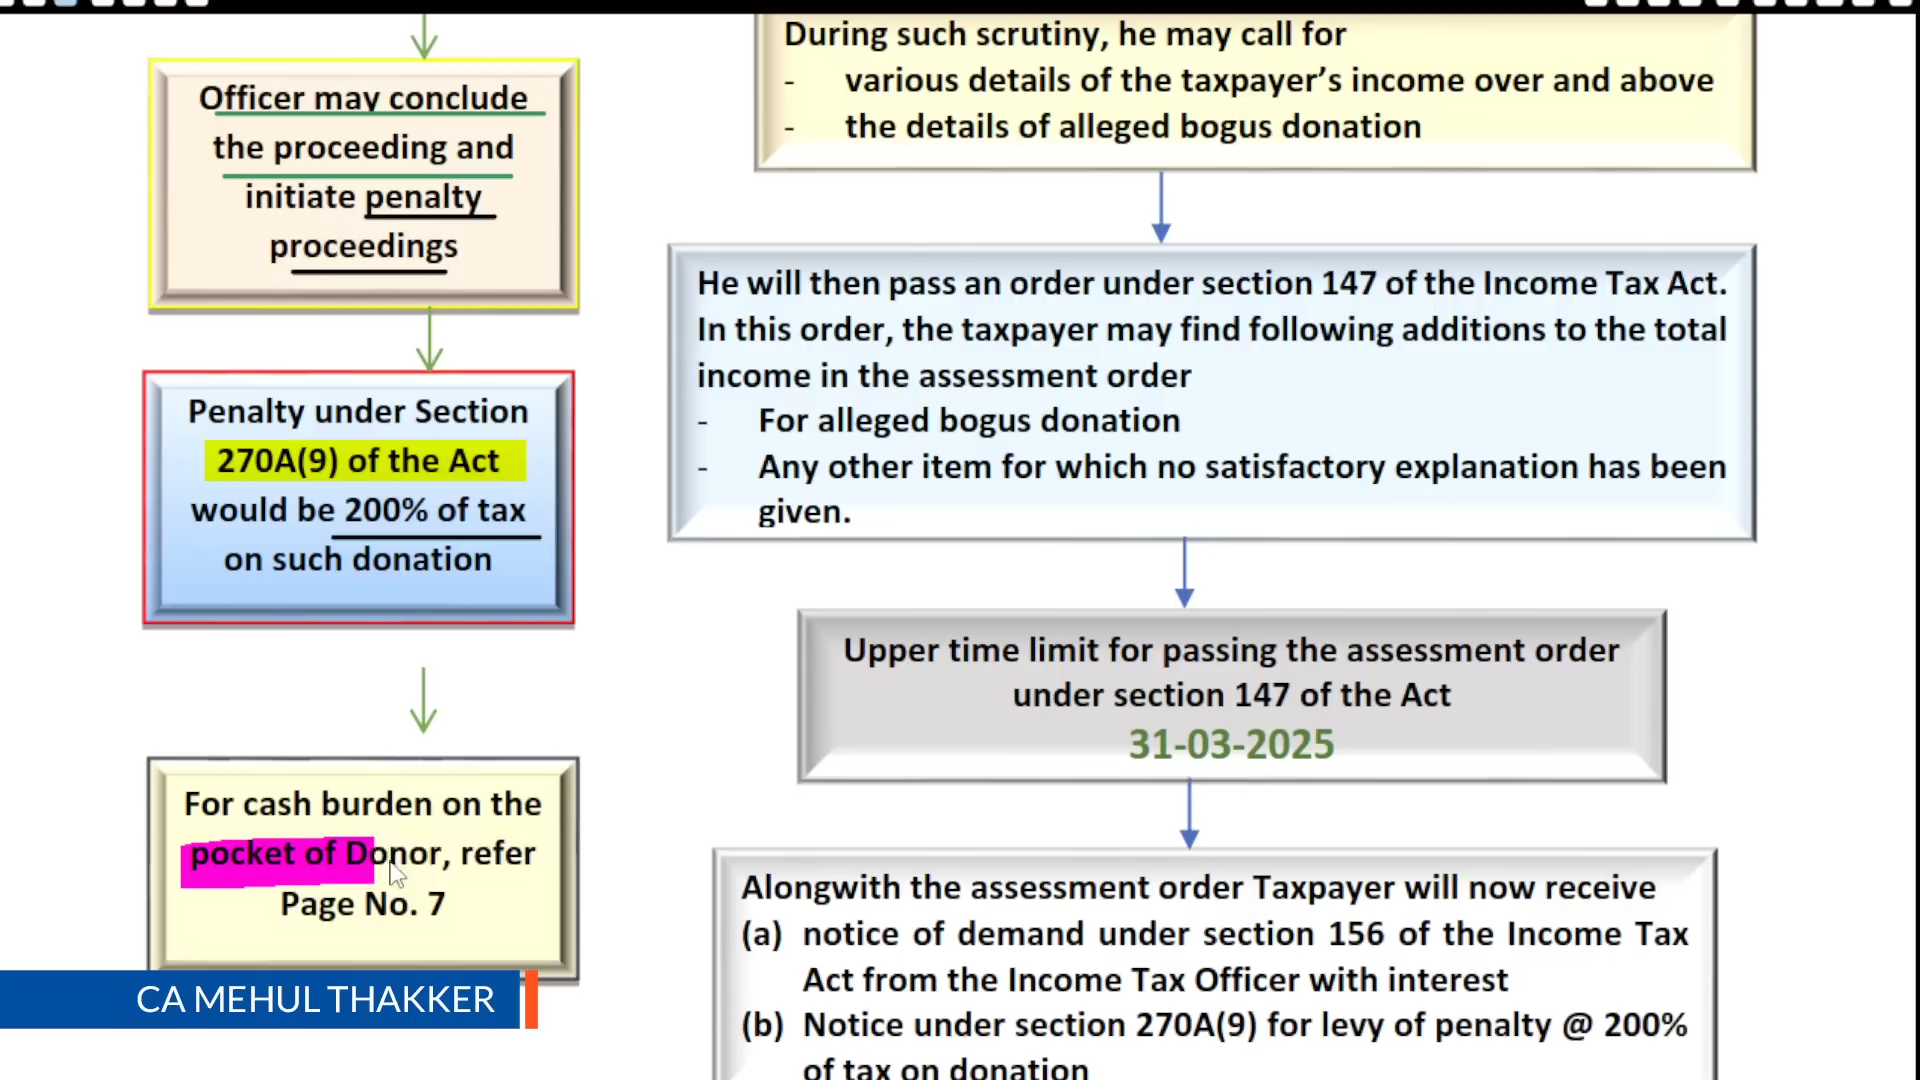 Officer may conclude
the proceeding and
initiate penalty
proceedings
Penalty under Section
270A(9) of the Act
would be 200% of tax
on such donation
For cash burden on the
pocket of Donor, refer
Page No. 7
CA MEHUL THAKKER
During such scrutiny, he may call for
- various details of the taxpayer’s income over and above
- the details of alleged bogus donation
He will then pass an order under section 147 of the Income Tax Act.
In this order, the taxpayer may find following additions to the total
income in the assessment order
- For alleged bogus donation
- Any other item for which no satisfactory explanation has been
given.
Upper time limit for passing the assessment order
under section 147 of the Act
31-03-2025
Alongwith the assessment order Taxpayer will now receive
(a) notice of demand under section 156 of the Income Tax
Act from the Income Tax Officer with interest
(b) Notice under section 270A(9) for levy of penalty @ 200%
of tax on donation